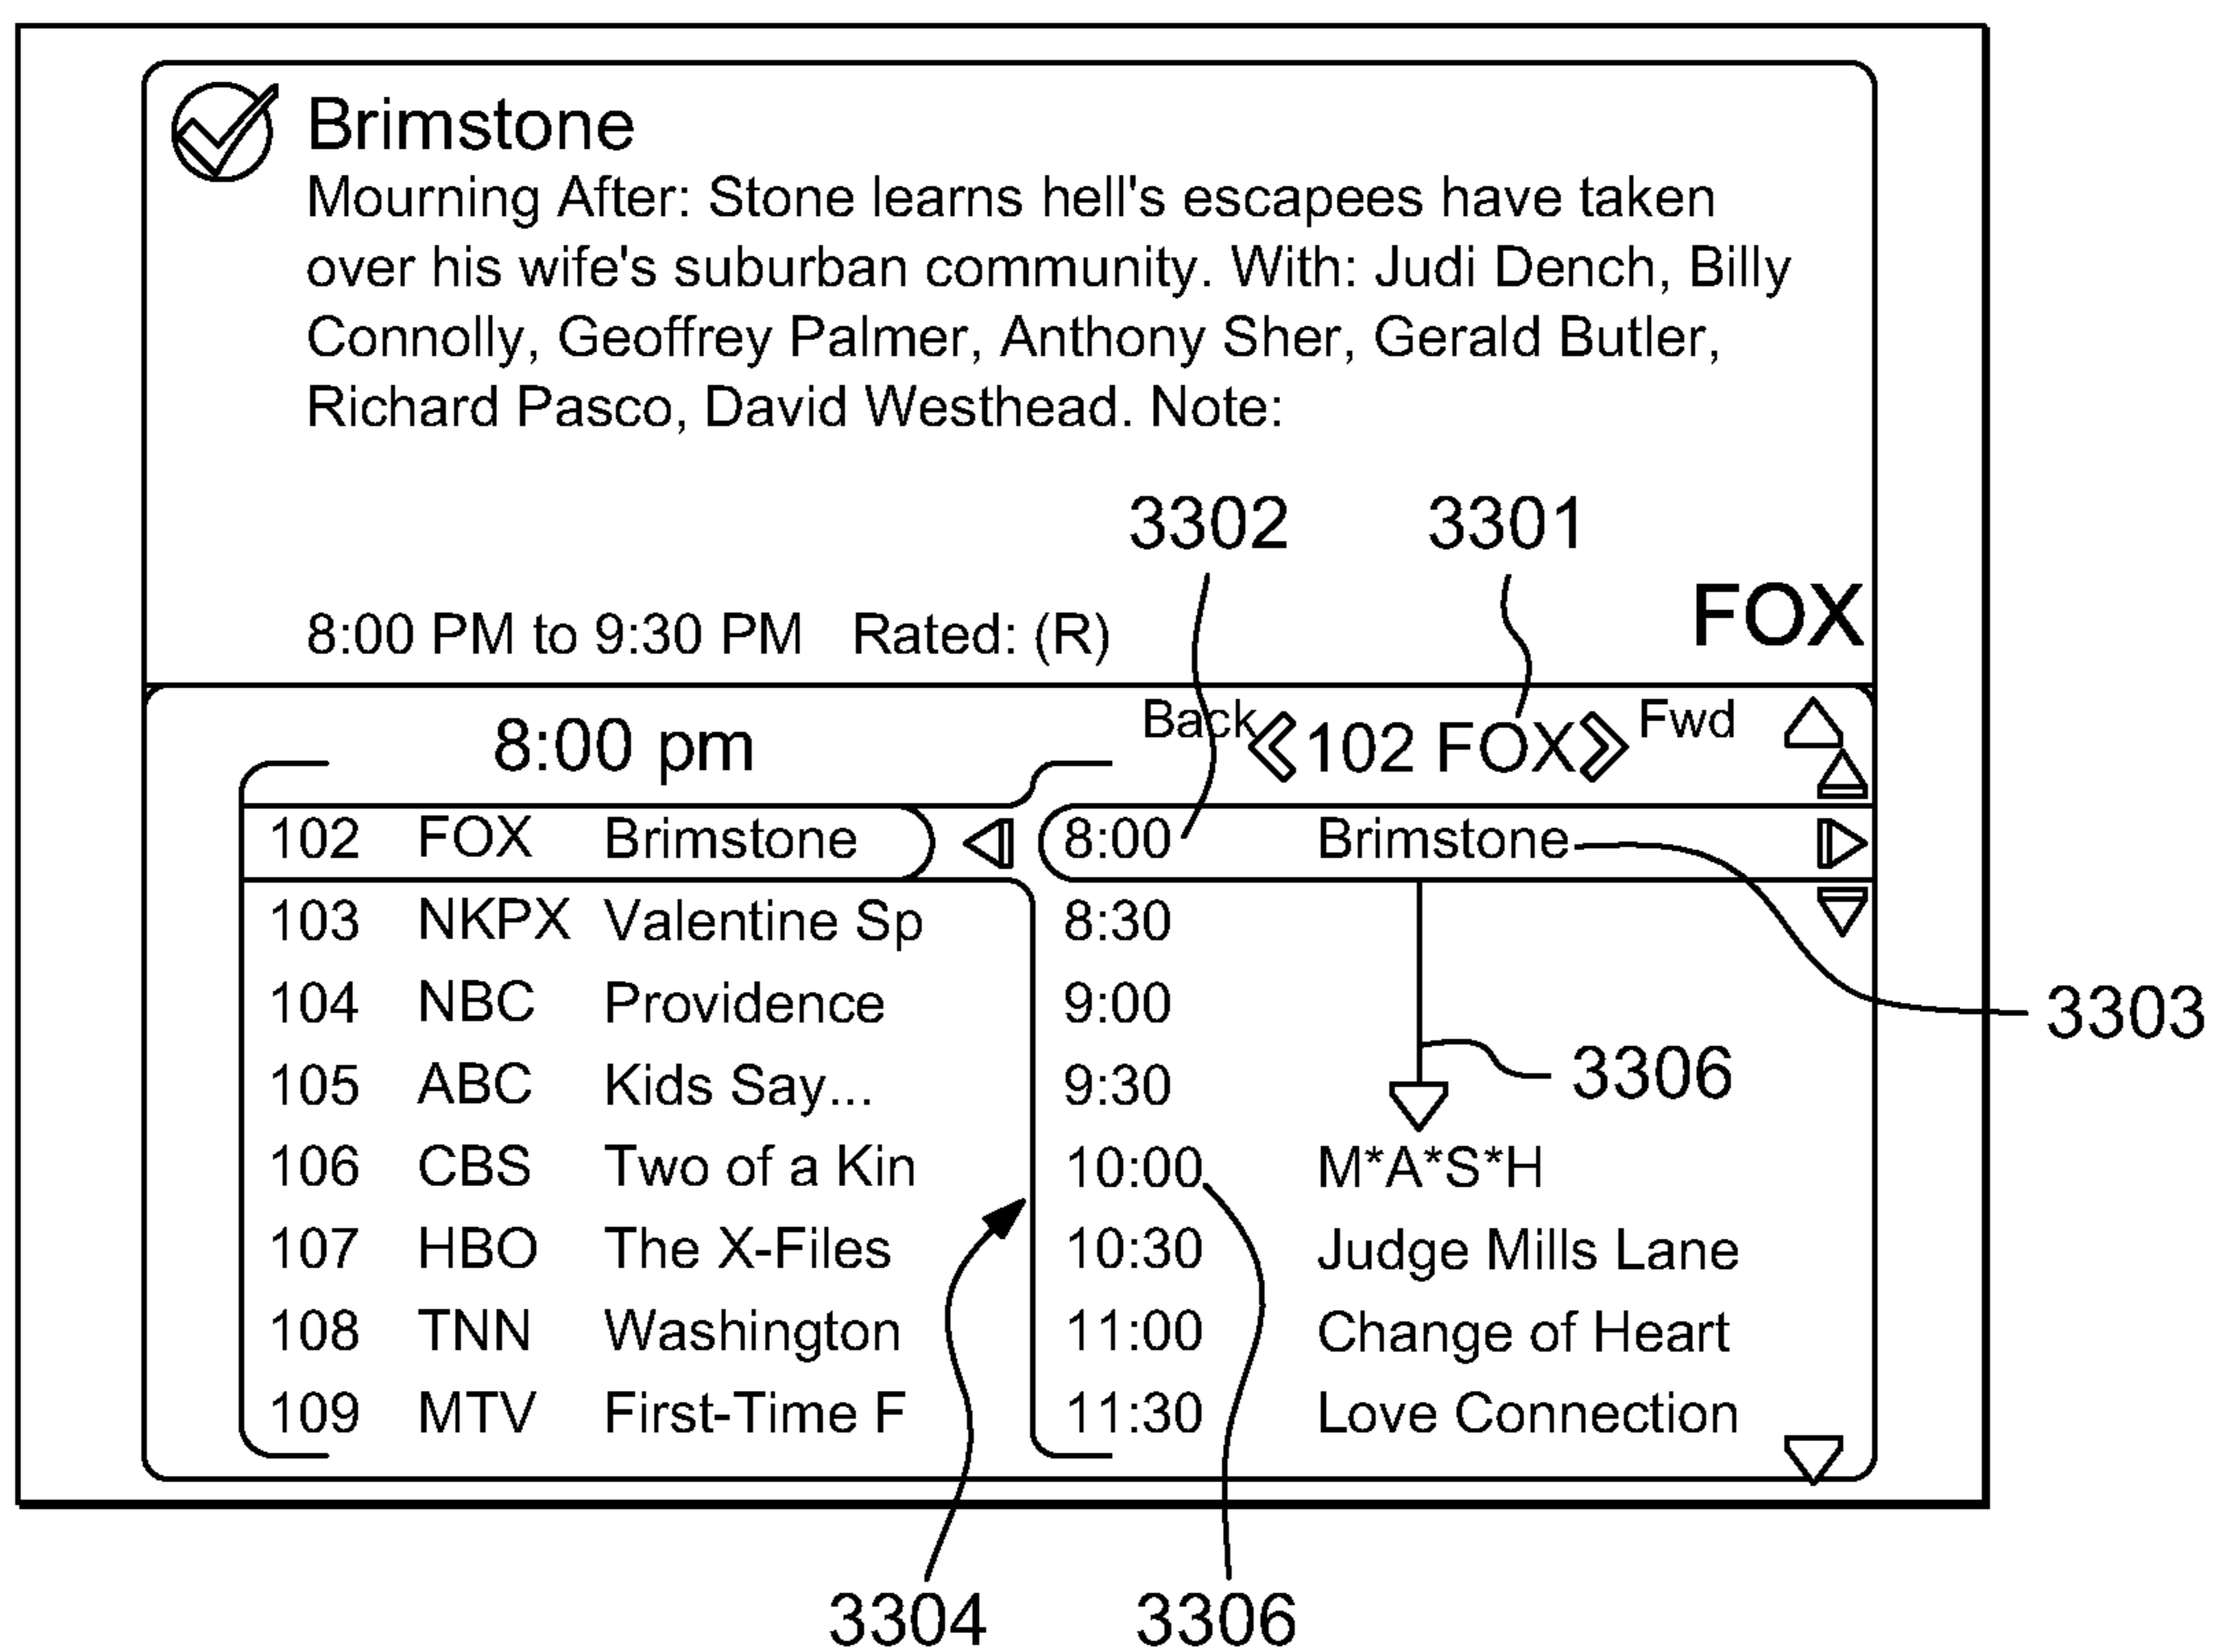 Brimstone
Mourning After: Stone learns hell's escapees have taken
over his wife's suburban community. With: Judi Dench, Billy
Connolly, Geoffrey Palmer, Anthony Sher, Gerald Butler,
Richard Pasco, David Westhead. Note:
3302 3301
FOX
8:00 PM to 9:30 PM Rated: (R)
8:00 pm
Back 102 FOX Fwd
102 FOX Brimstone 8:00 Brimstone
103 NKPX Valentine Sp 8:30
104 NBC Providence 9:00
3303
105 ABC Kids Say... 9:30
3306
106 CBS Two of a Kin 10:00 M*A*S*H
107 HBO The X-Files 10:30 Judge Mills Lane
108 TNN Washington 11:00 Change of Heart
109 MTV First-Time F 11:30 Love Connection
3304 3306